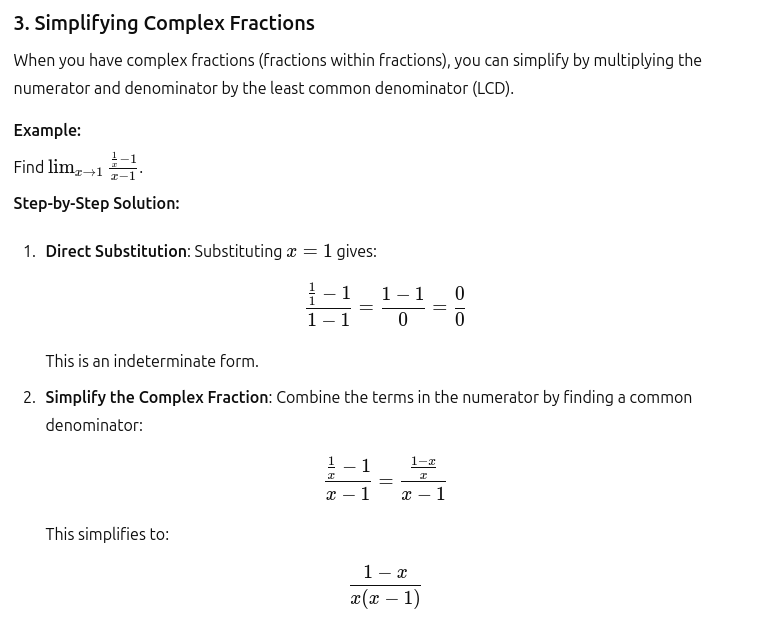 3. Simplifying Complex Fractions
When you have complex fractions (fractions within fractions), you can simplify by multiplying the
numerator and denominator by the least common denominator (LCD).
Example:
Find $\lim_{x \to 1} \frac{\frac{1}{x}-1}{x-1}$.
Step-by-Step Solution:
1. Direct Substitution: Substituting $x = 1$ gives:
$\frac{\frac{1}{1}-1}{1-1} = \frac{1-1}{0} = \frac{0}{0}$
This is an indeterminate form.
2. Simplify the Complex Fraction: Combine the terms in the numerator by finding a common
denominator:
$\frac{\frac{1}{x}-1}{x-1} = \frac{\frac{1-x}{x}}{x-1}$
This simplifies to:
$\frac{1-x}{x(x-1)}$